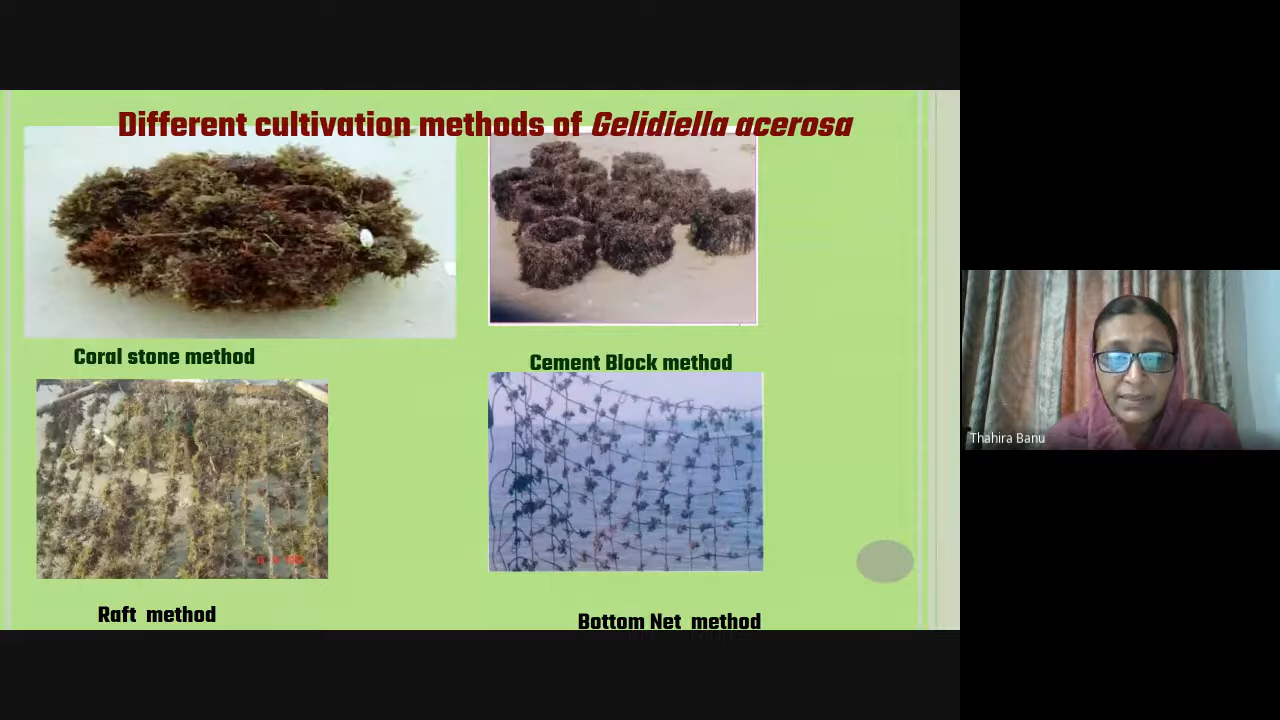 Different cultivation methods of Gelidiella acerosa
Coral stone method
Cement Block method
Raft method
Bottom Net method
Thahira Banu